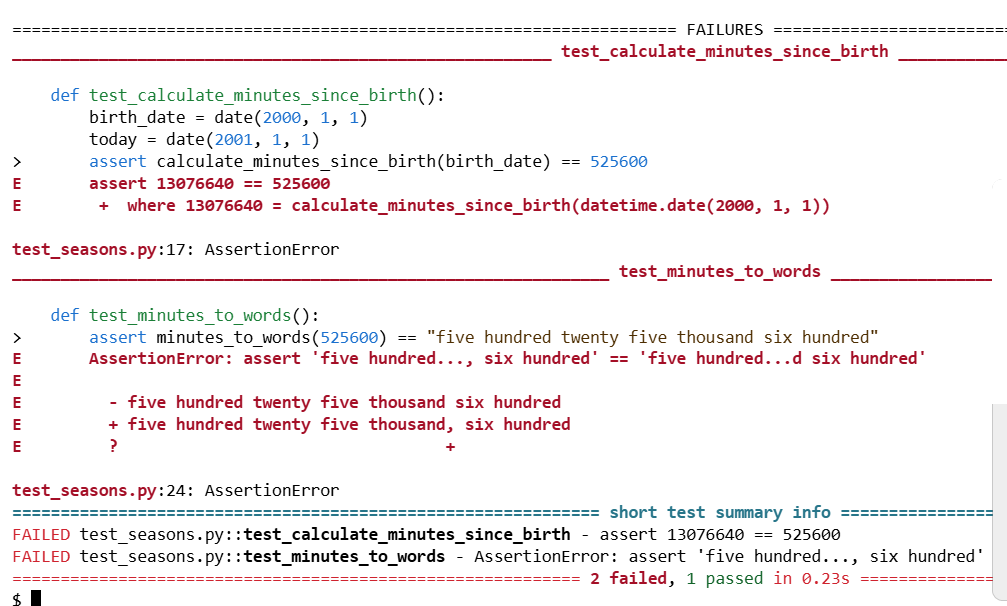 ==================================================================== FAILURES ========================
________________________________________________________ test_calculate_minutes_since_birth ___________
def test_calculate_minutes_since_birth():
birth_date = date(2000, 1, 1)
today = date(2001, 1, 1)
> assert calculate_minutes_since_birth(birth_date) == 525600
E assert 13076640 == 525600
E + where 13076640 = calculate_minutes_since_birth(datetime.date(2000, 1, 1))
test_seasons.py:17: AssertionError
______________________________________________________________ test_minutes_to_words _________________
def test_minutes_to_words():
> assert minutes_to_words(525600) == "five hundred twenty five thousand six hundred"
E AssertionError: assert 'five hundred..., six hundred' == 'five hundred...d six hundred'
E
E - five hundred twenty five thousand six hundred
E + five hundred twenty five thousand, six hundred
E ? +
test_seasons.py:24: AssertionError
============================================================= short test summary info ================
FAILED test_seasons.py::test_calculate_minutes_since_birth - assert 13076640 == 525600
FAILED test_seasons.py::test_minutes_to_words - AssertionError: assert 'five hundred..., six hundred'
=========================================================== 2 failed, 1 passed in 0.23s ==============
$